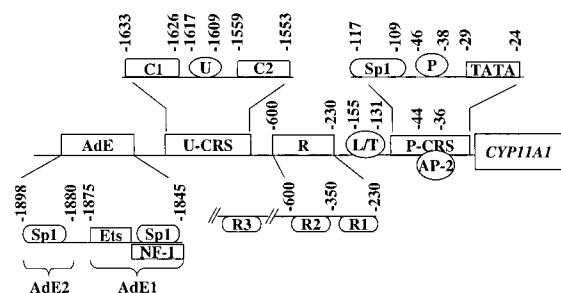 -1633 -1626 -1617 -1609 -1559 -1553 -117 -109 -46 -38 -29 -24
C1 U C2 Sp1 P TATA
-600 -230 -155 -131 -44 -36
AdE U-CRS R L/T P-CRS CYP11A1
AP-2
-1898 -1880 -1875 -1845 -600 -350 -230
Sp1 Ets Sp1 R3 R2 R1
NF-1
AdE2 AdE1